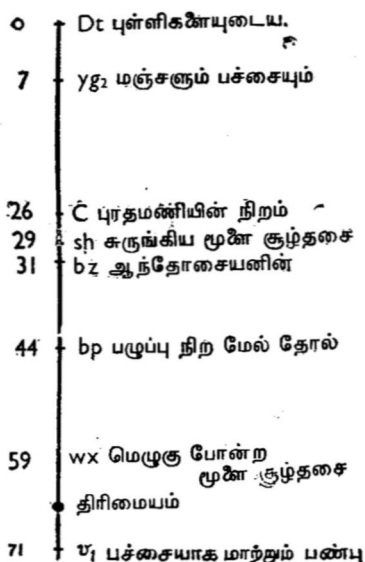 0 Dt புள்ளிகளையுடைய.
7 yg₂ மஞ்சளும் பச்சையும்
26 C புரதமணியின் நிறம்
29 sh சுருங்கிய மூளை சூழ்தசை
31 bz ஆந்தோசையனின்
44 bp பழுப்பு நிற மேல் தோல்
59 wx மெழுகு போன்ற
மூளை சூழ்தசை
திரிமையம்
71 v₁ பச்சையாக மாற்றும் பண்பு